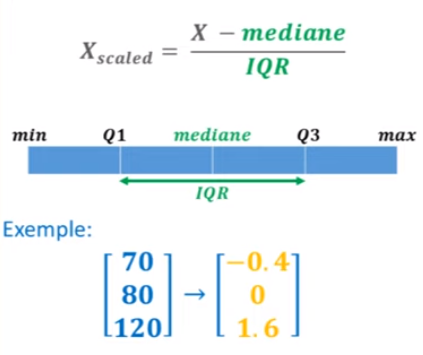 X_scaled = (X − mediane) / IQR
min Q1 mediane Q3 max
IQR
Exemple:
[70] → [−0.4]
[80] → [0]
[120] → [1.6]